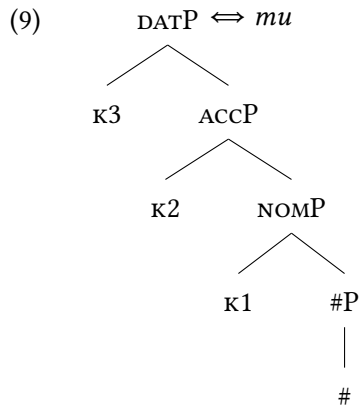 (9) DATP ⇔ mu
K3 ACCP
K2 NOMP
K1 #P
#